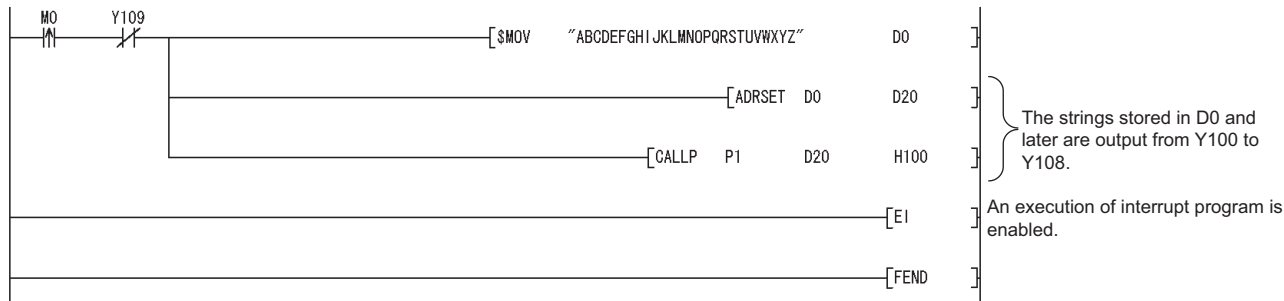 M0 Y109
[$MOV "ABCDEFGHIJKLMNOPQRSTUVWXYZ" D0 ]
[ADRSET D0 D20 ]
[CALLP P1 D20 H100 ]
The strings stored in D0 and
later are output from Y100 to
Y108.
[EI ]
An execution of interrupt program is
enabled.
[FEND ]